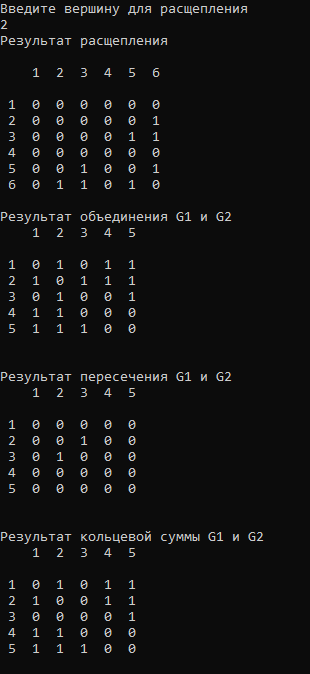 Введите вершину для расщепления
2
Результат расщепления
1 2 3 4 5 6
1 0 0 0 0 0 0
2 0 0 0 0 0 1
3 0 0 0 0 1 1
4 0 0 0 0 0 0
5 0 0 1 0 0 1
6 0 1 1 0 1 0
Результат объединения G1 и G2
1 2 3 4 5
1 0 1 0 1 1
2 1 0 1 1 1
3 0 1 0 0 1
4 1 1 0 0 0
5 1 1 1 0 0
Результат пересечения G1 и G2
1 2 3 4 5
1 0 0 0 0 0
2 0 0 1 0 0
3 0 1 0 0 0
4 0 0 0 0 0
5 0 0 0 0 0
Результат кольцевой суммы G1 и G2
1 2 3 4 5
1 0 1 0 1 1
2 1 0 0 1 1
3 0 0 0 0 1
4 1 1 0 0 0
5 1 1 1 0 0